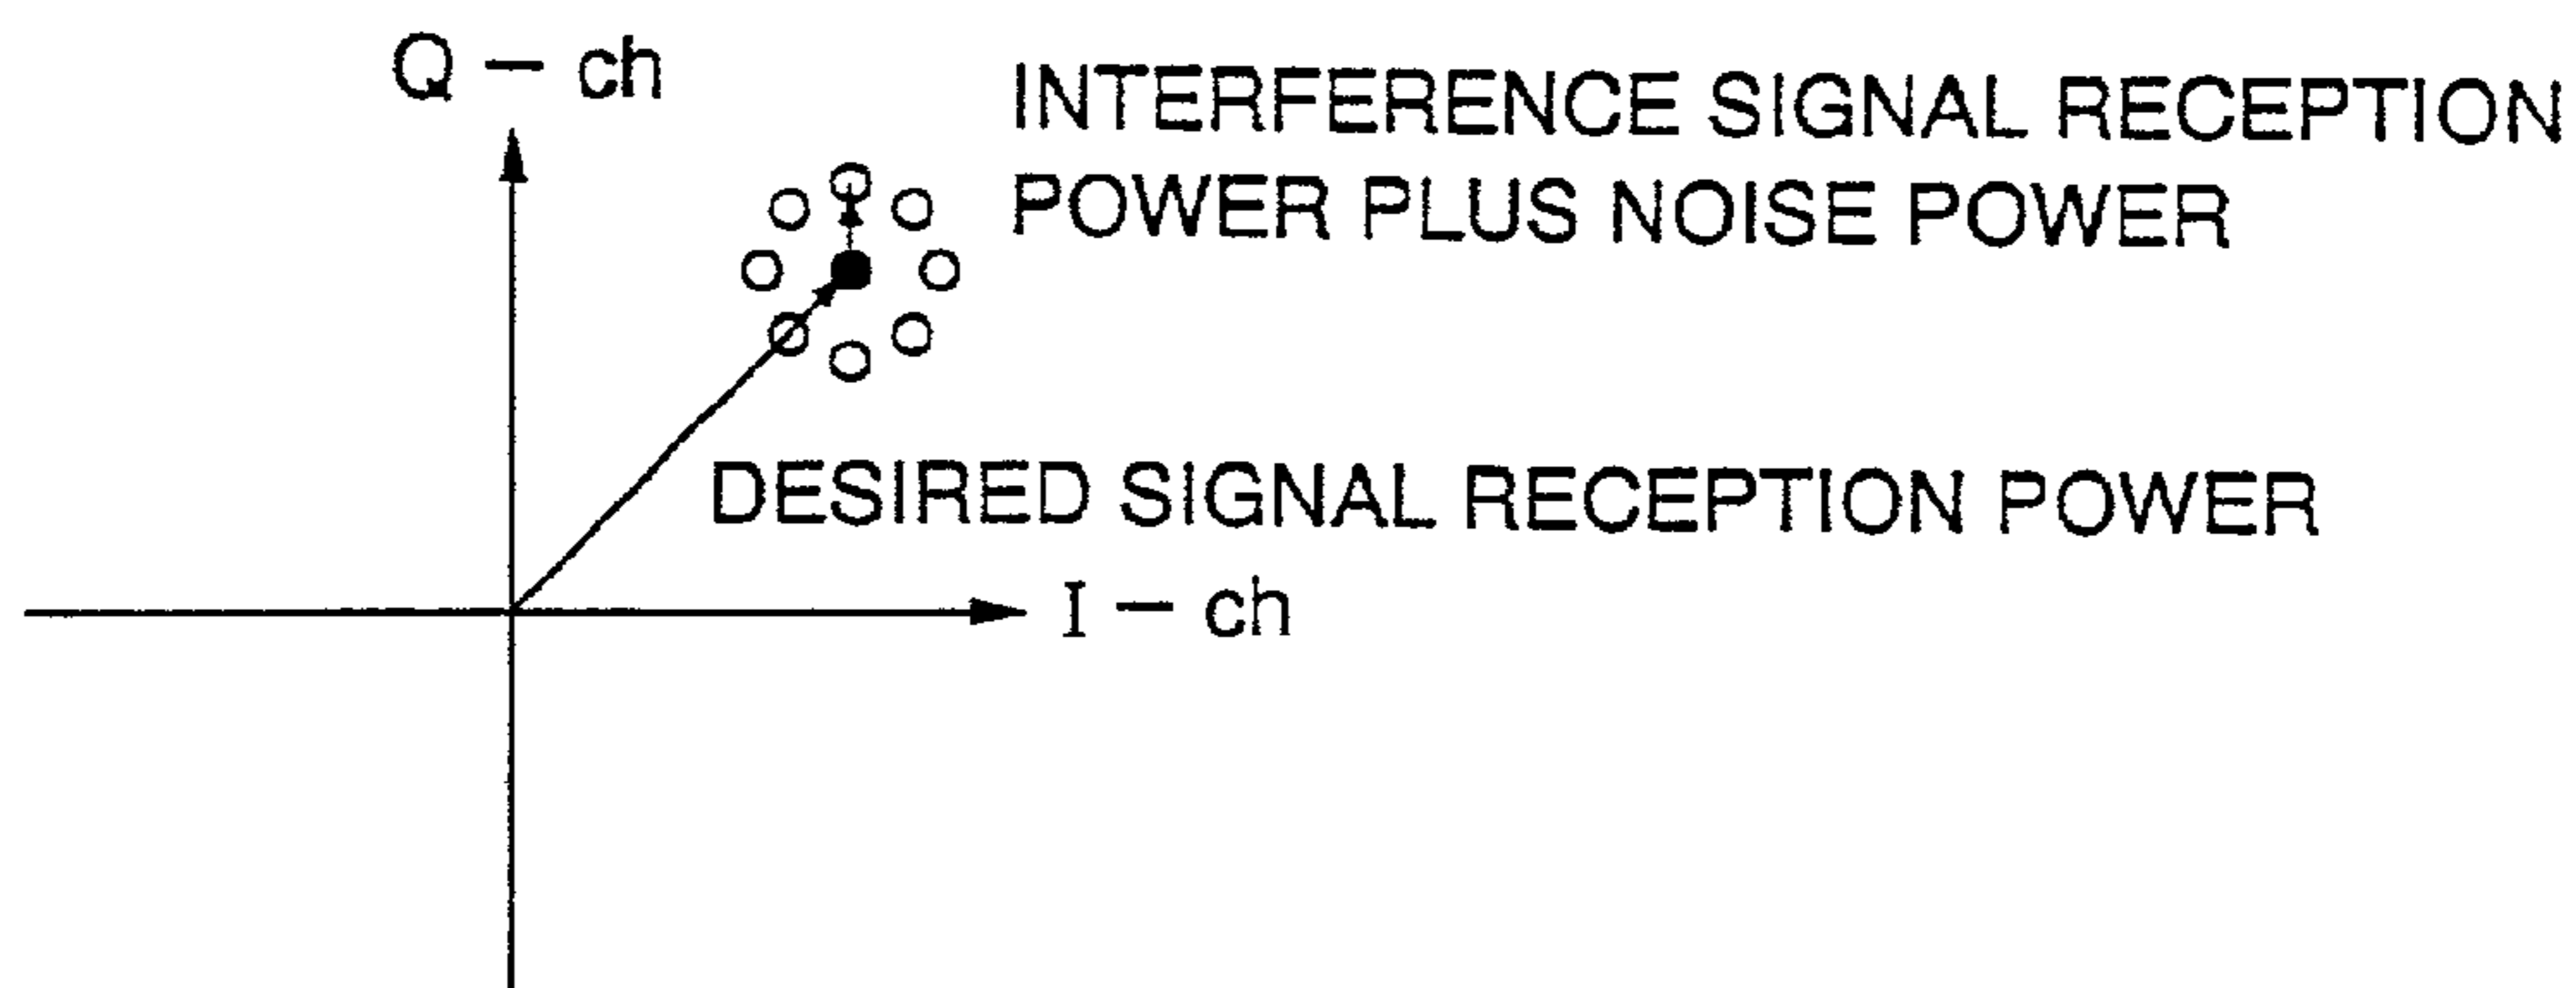 Q – ch
INTERFERENCE SIGNAL RECEPTION
POWER PLUS NOISE POWER
DESIRED SIGNAL RECEPTION POWER
I – ch